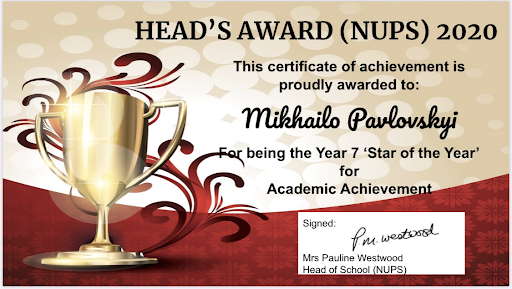 HEAD’S AWARD (NUPS) 2020
This certificate of achievement is
proudly awarded to:
Mikhailo Pavlovskyi
For being the Year 7 ‘Star of the Year’
for
Academic Achievement
Signed:
P.M. Westwood
Mrs Pauline Westwood
Head of School (NUPS)